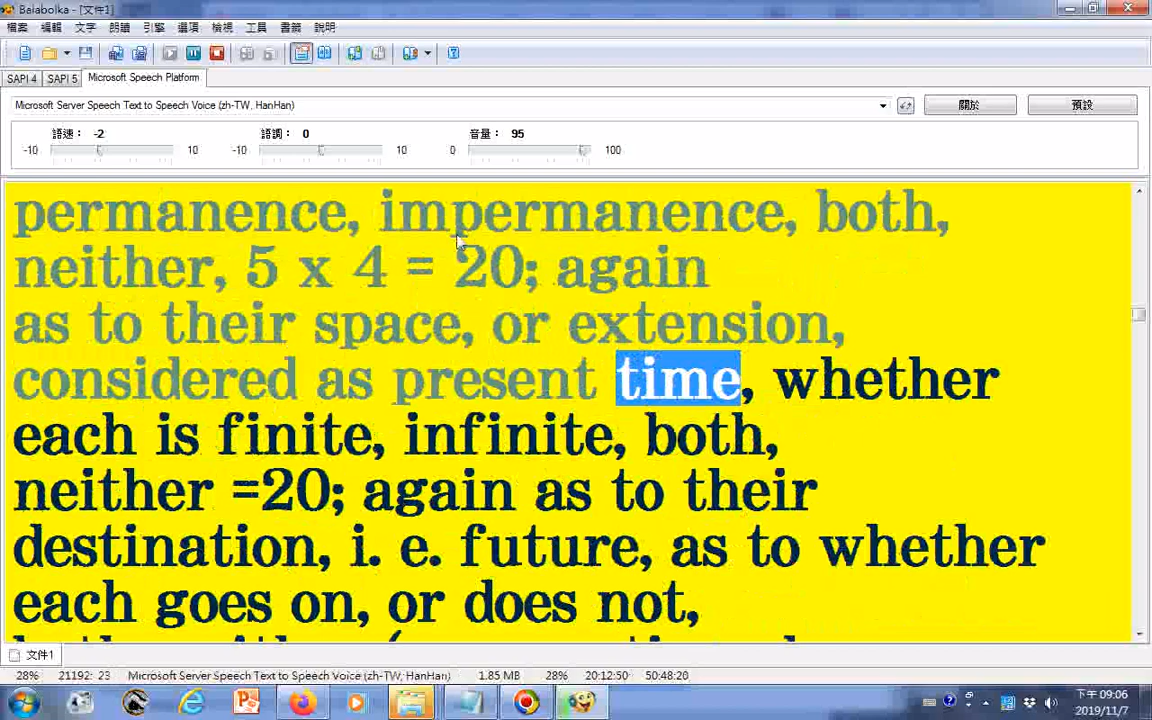 Balabolka - [文件1]
檔案 編輯 文字 朗讀 引擎 選項 檢視 工具 書籤 說明
SAPI 4 SAPI 5 Microsoft Speech Platform
Microsoft Server Speech Text to Speech Voice (zh-TW, HanHan) 關於 預設
語速： -2 語調： 0 音量： 95
-10 10 -10 10 0 100
permanence, impermanence, both,
neither, 5 x 4 = 20; again
as to their space, or extension,
considered as present time, whether
each is finite, infinite, both,
neither =20; again as to their
destination, i. e. future, as to whether
each goes on, or does not,
文件1
28% 21192: 23 Microsoft Server Speech Text to Speech Voice (zh-TW, HanHan) 1.85 MB 28% 20:12:50 50:48:20
下午 09:06
2019/11/7